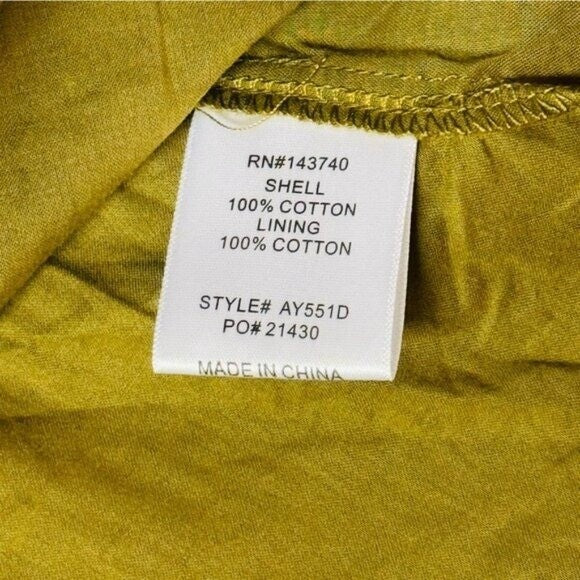 RN#143740
SHELL
100% COTTON
LINING
100% COTTON
STYLE# AY551D
PO# 21430
MADE IN CHINA